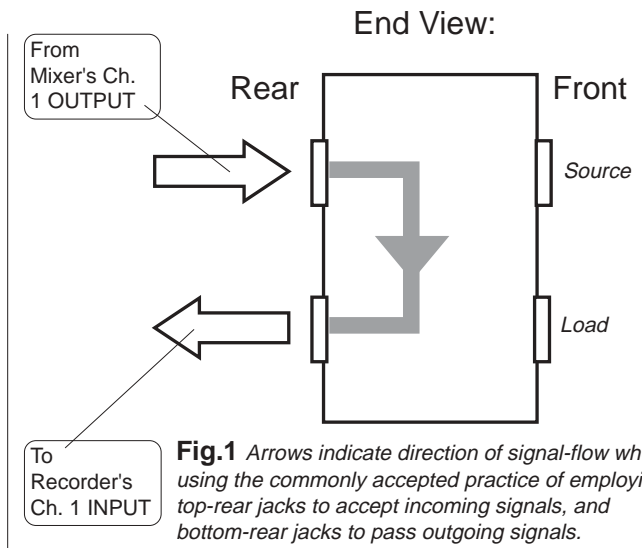 End View:
From
Mixer's Ch.
1 OUTPUT
Rear
Front
Source
Load
To
Recorder's
Ch. 1 INPUT
Fig.1 Arrows indicate direction of signal-flow
using the commonly accepted practice of
top-rear jacks to accept incoming signals, and
bottom-rear jacks to pass outgoing signals.